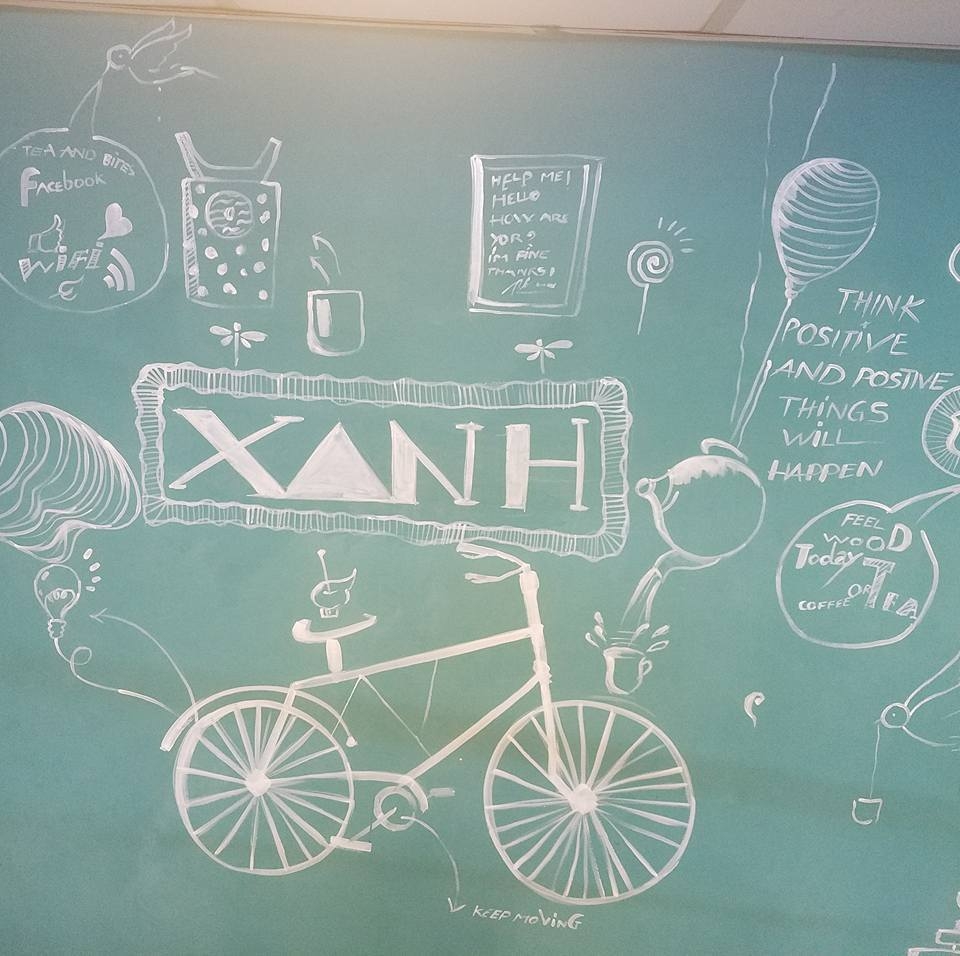 TEA AND BITES
FACEBOOK
WIFI
HELP ME!
HELLO
HOW ARE
YOR?
I'M FINE
THANKS!
THINK
POSITIVE
AND POSTIVE
THINGS
WILL
HAPPEN
XANH
FEEL
WOOD
Today
OR TEA
COFFEE
KEEP MOVING